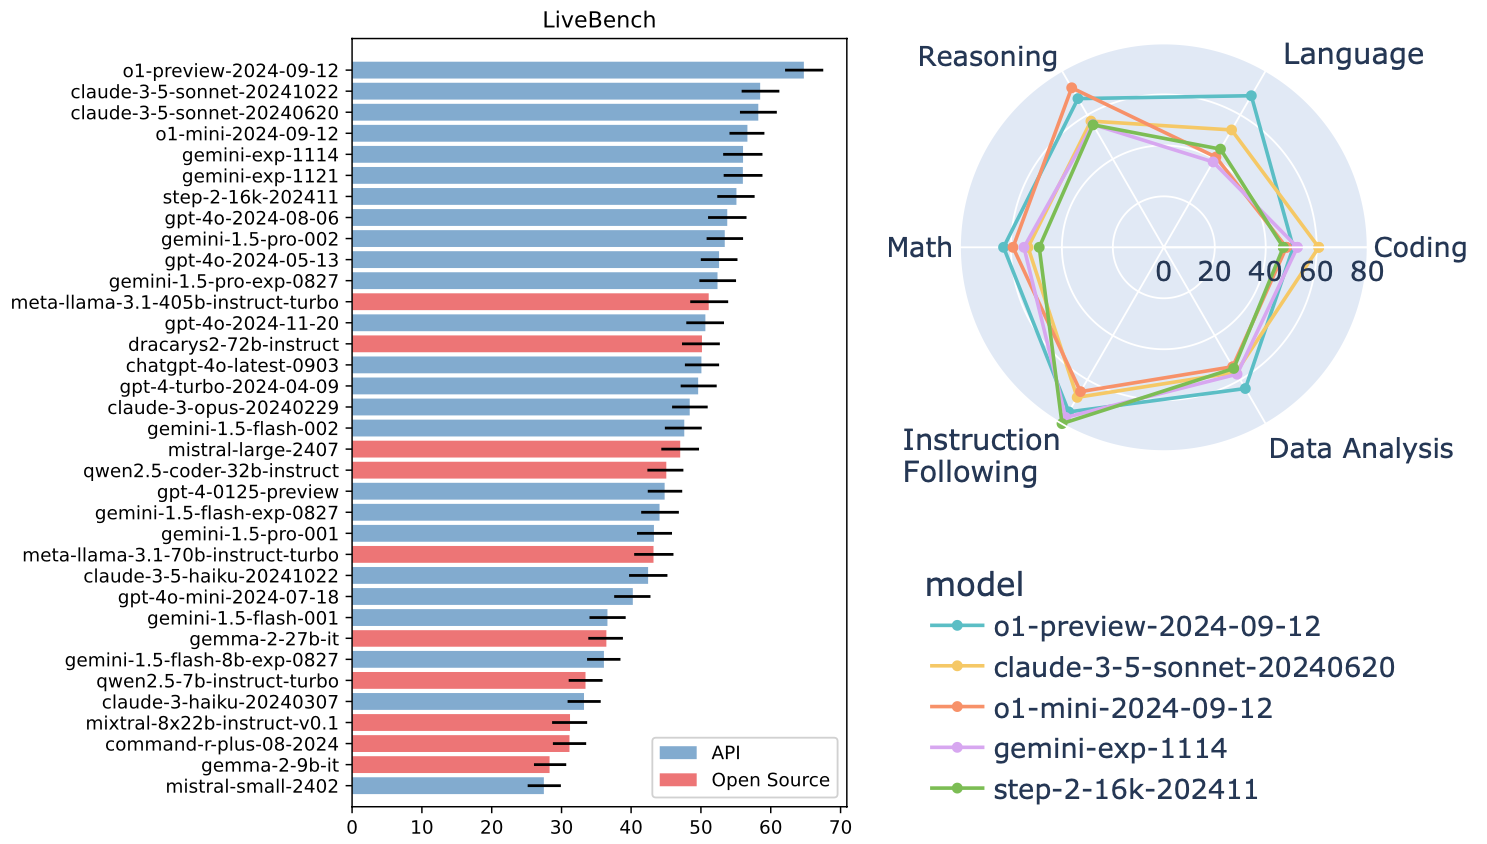 LiveBench
o1-preview-2024-09-12
claude-3-5-sonnet-20241022
claude-3-5-sonnet-20240620
o1-mini-2024-09-12
gemini-exp-1114
gemini-exp-1121
step-2-16k-202411
gpt-4o-2024-08-06
gemini-1.5-pro-002
gpt-4o-2024-05-13
gemini-1.5-pro-exp-0827
meta-llama-3.1-405b-instruct-turbo
gpt-4o-2024-11-20
dracarys2-72b-instruct
chatgpt-4o-latest-0903
gpt-4-turbo-2024-04-09
claude-3-opus-20240229
gemini-1.5-flash-002
mistral-large-2407
qwen2.5-coder-32b-instruct
gpt-4-0125-preview
gemini-1.5-flash-exp-0827
gemini-1.5-pro-001
meta-llama-3.1-70b-instruct-turbo
claude-3-5-haiku-20241022
gpt-4o-mini-2024-07-18
gemini-1.5-flash-001
gemma-2-27b-it
gemini-1.5-flash-8b-exp-0827
qwen2.5-7b-instruct-turbo
claude-3-haiku-20240307
mixtral-8x22b-instruct-v0.1
command-r-plus-08-2024
gemma-2-9b-it
mistral-small-2402
API
Open Source
0 10 20 30 40 50 60 70
Reasoning
Language
Math
Coding
0 20 40 60 80
Instruction
Following
Data Analysis
model
o1-preview-2024-09-12
claude-3-5-sonnet-20240620
o1-mini-2024-09-12
gemini-exp-1114
step-2-16k-202411